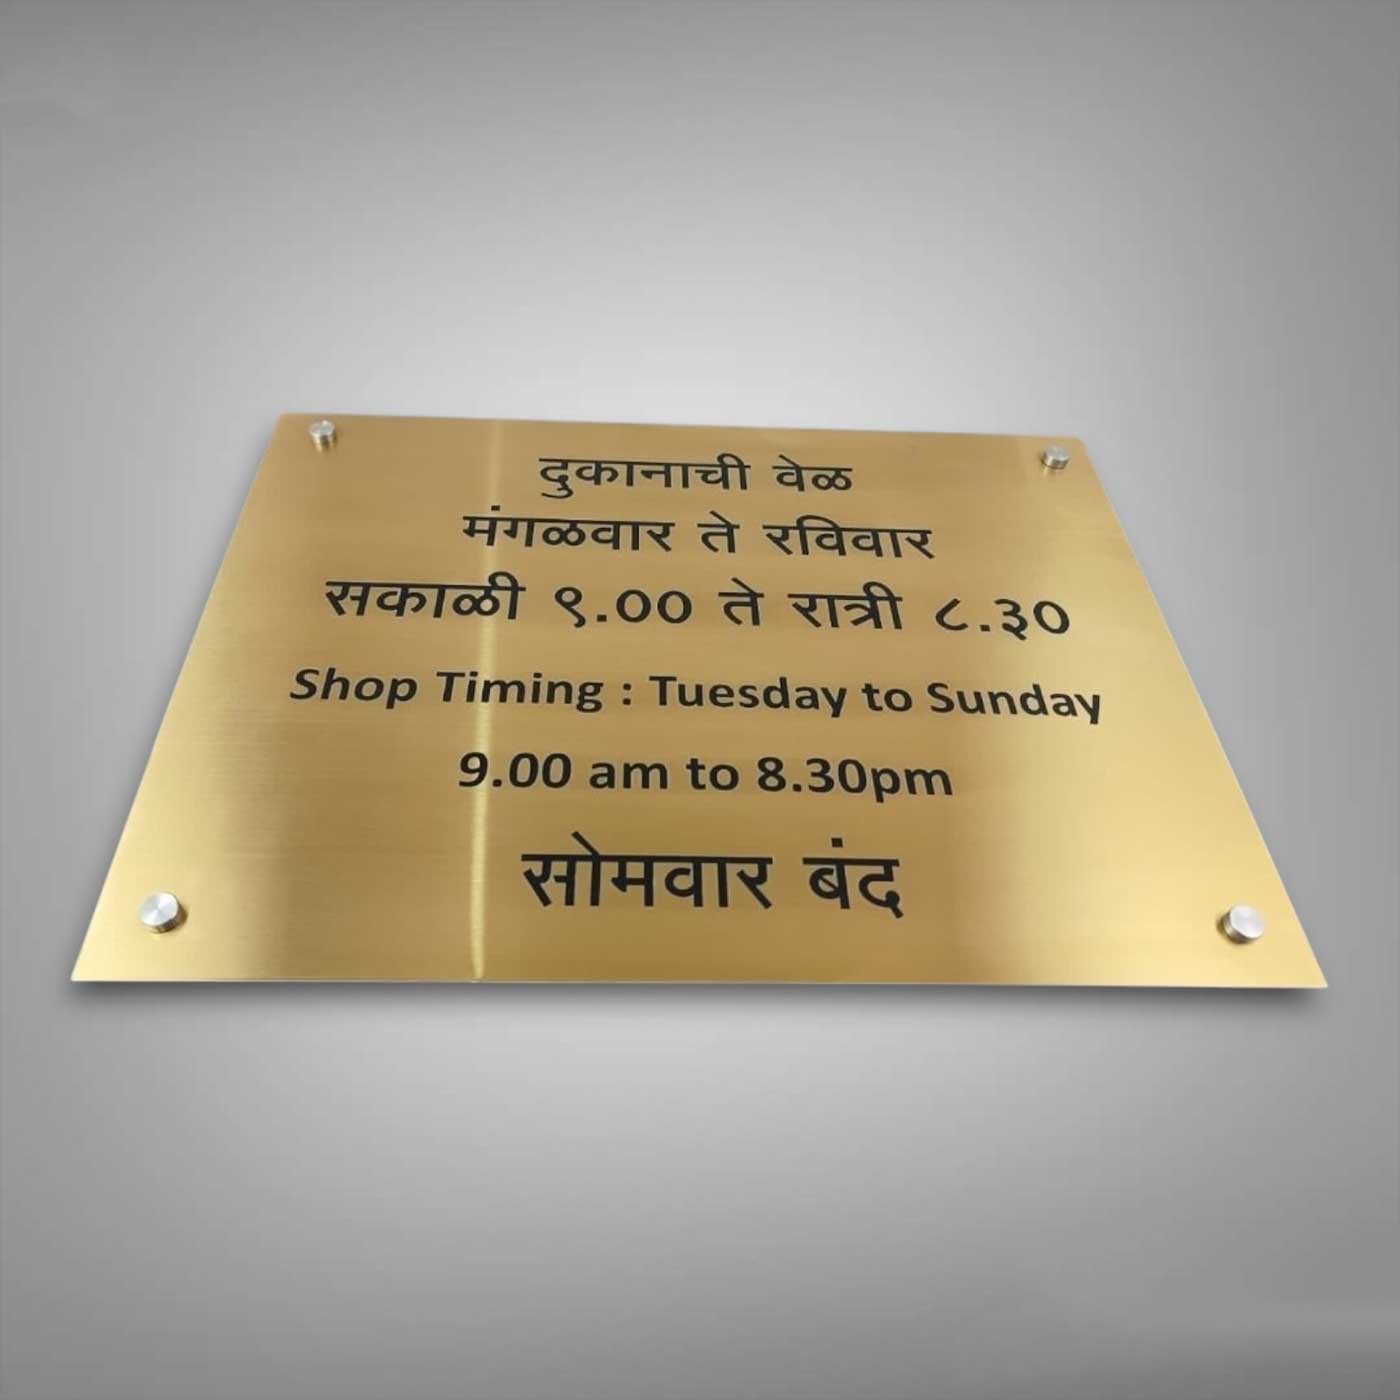 दुकानाची वेळ
मंगळवार ते रविवार
सकाळी ९.०० ते रात्री ८.३०
Shop Timing : Tuesday to Sunday
9.00 am to 8.30pm
सोमवार बंद